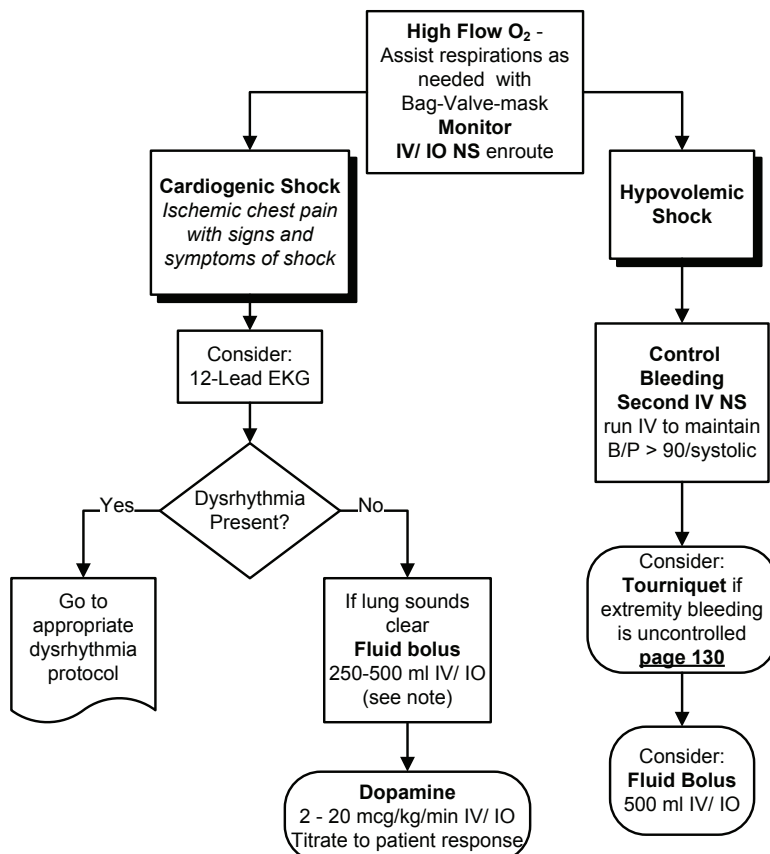 High Flow O₂ -
Assist respirations as
needed with
Bag-Valve-mask
Monitor
IV/ IO NS enroute
Cardiogenic Shock
Ischemic chest pain
with signs and
symptoms of shock
Consider:
12-Lead EKG
Dysrhythmia
Present?
Yes
No
Go to
appropriate
dysrhythmia
protocol
If lung sounds
clear
Fluid bolus
250-500 ml IV/ IO
(see note)
Dopamine
2 - 20 mcg/kg/min IV/ IO
Titrate to patient response
Hypovolemic
Shock
Control
Bleeding
Second IV NS
run IV to maintain
B/P > 90/systolic
Consider:
Tourniquet if
extremity bleeding
is uncontrolled
page 130
Consider:
Fluid Bolus
500 ml IV/ IO